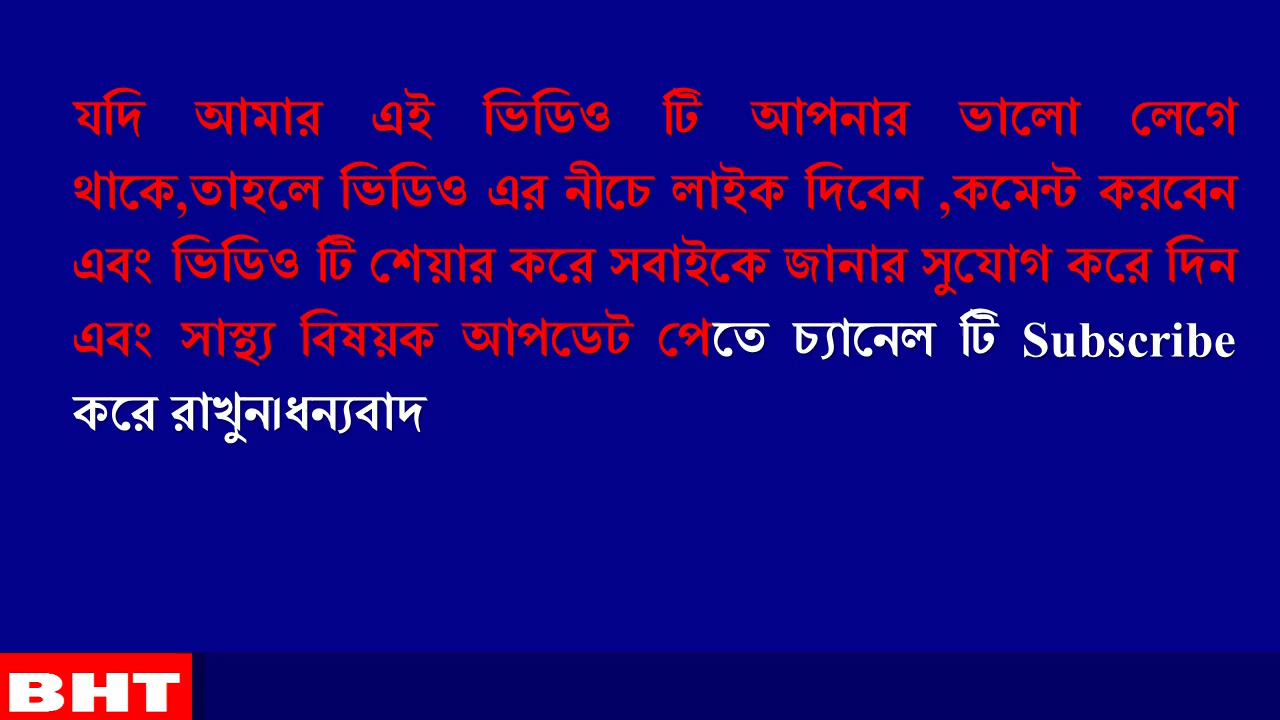 যদি আমার এই ভিডিও টি আপনার ভালো লেগে
থাকে,তাহলে ভিডিও এর নীচে লাইক দিবেন ,কমেন্ট করবেন
এবং ভিডিও টি শেয়ার করে সবাইকে জানার সুযোগ করে দিন
এবং সাস্থ্য বিষয়ক আপডেট পেতে চ্যানেল টি Subscribe
করে রাখুন।ধন্যবাদ
BHT